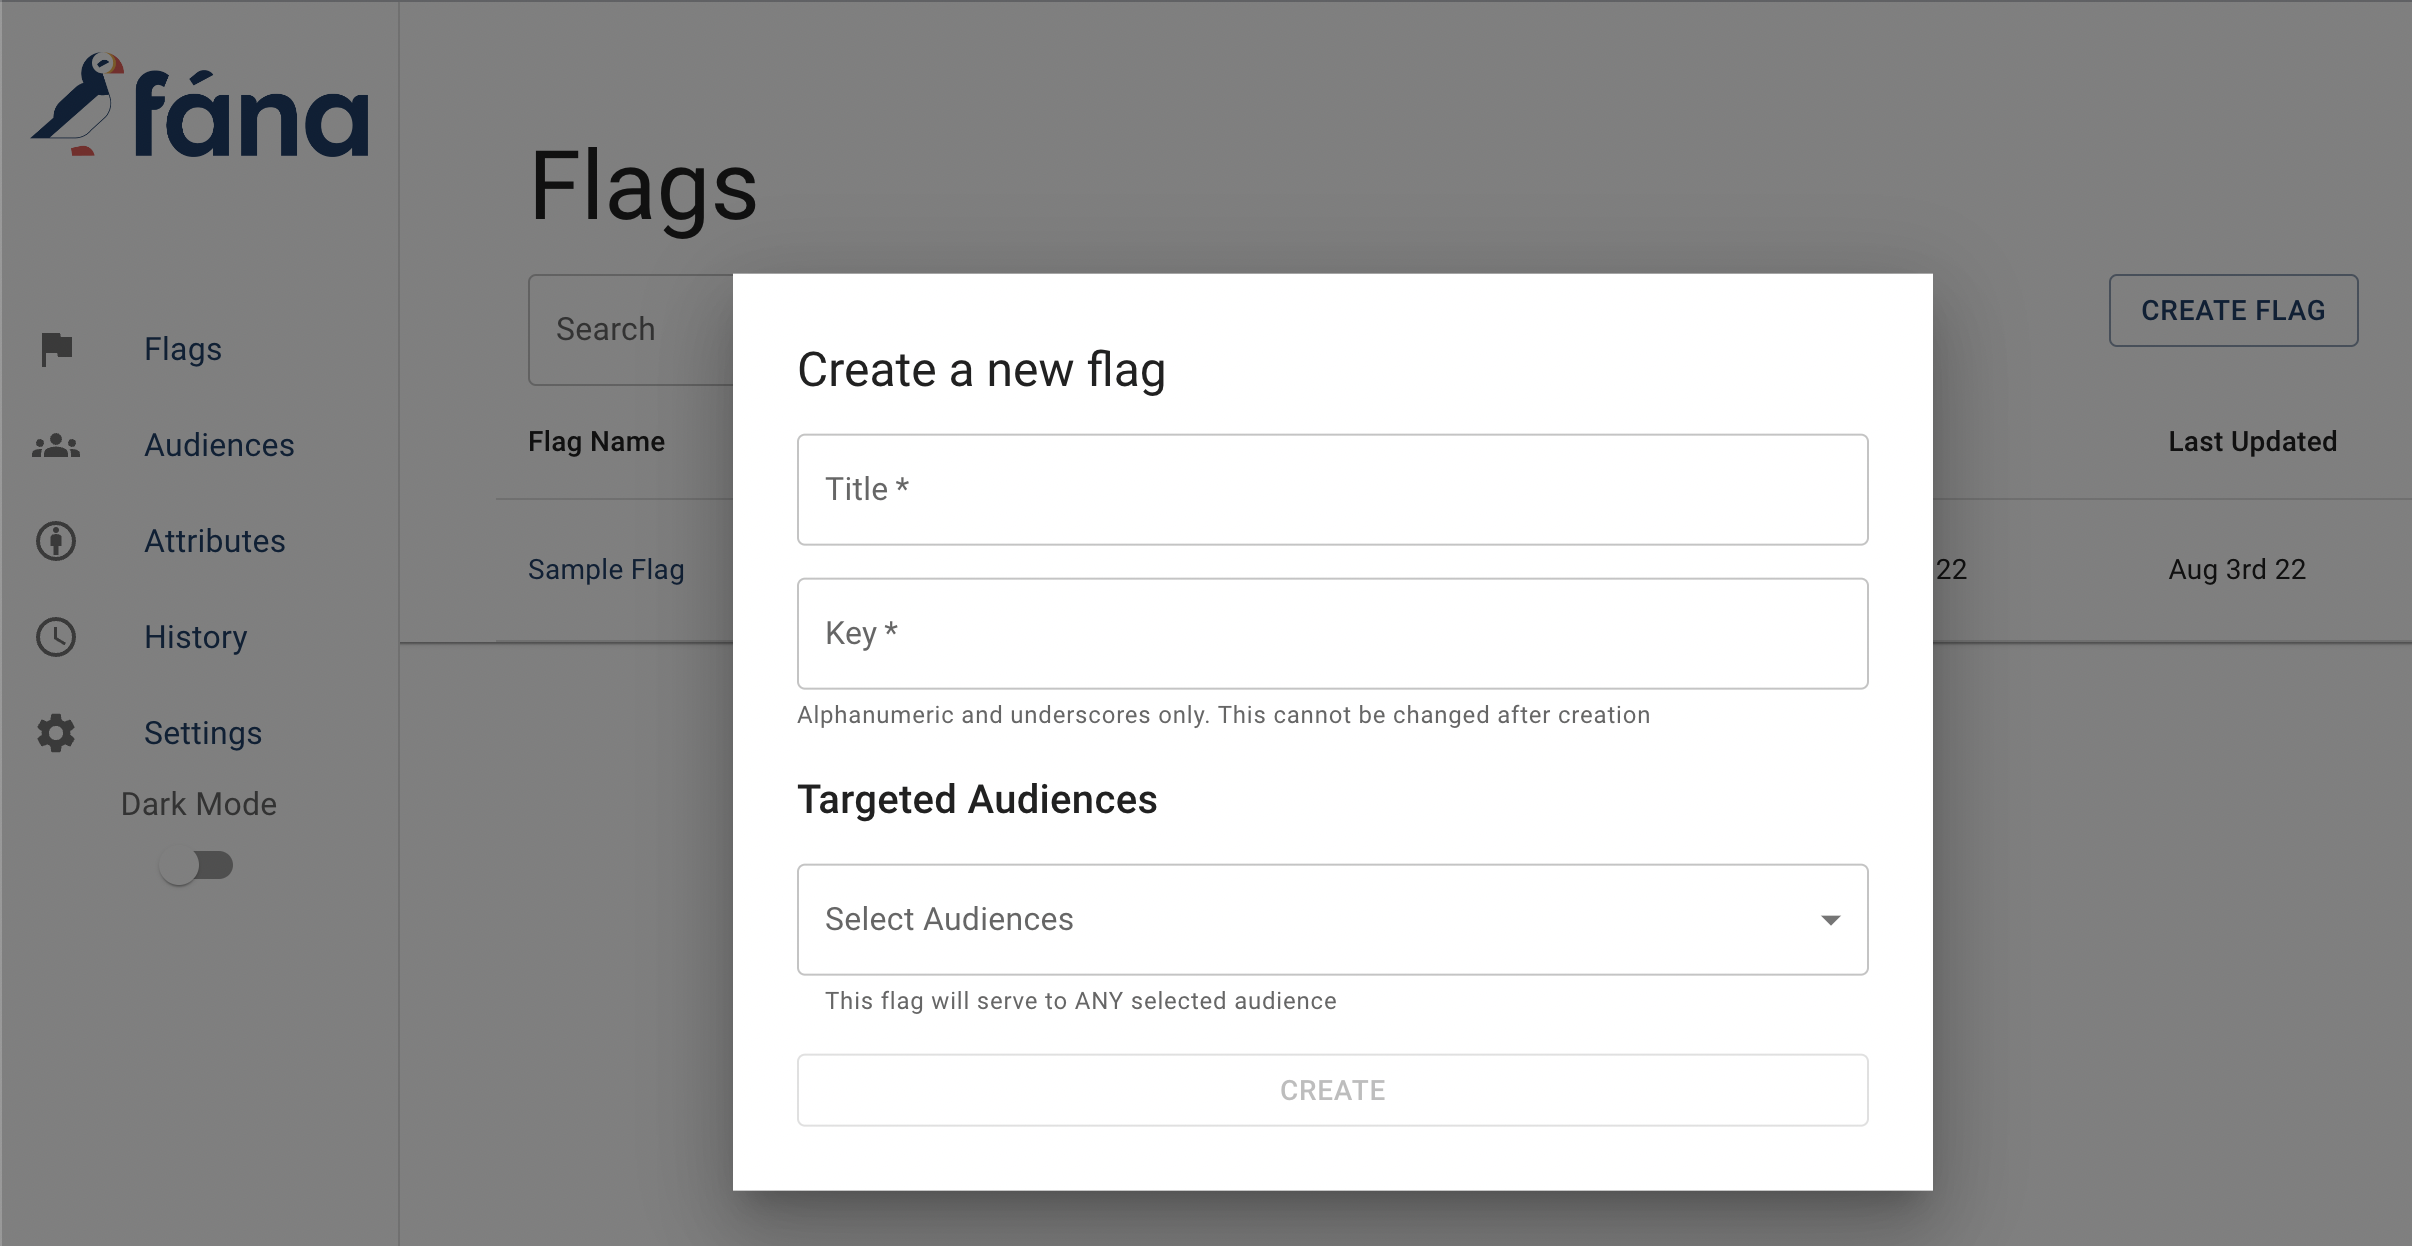 fána
Flags
Audiences
Attributes
History
Settings
Dark Mode
Flags
Search
CREATE FLAG
Flag Name
Last Updated
Sample Flag
22
Aug 3rd 22
Create a new flag
Title *
Key *
Alphanumeric and underscores only. This cannot be changed after creation
Targeted Audiences
Select Audiences
This flag will serve to ANY selected audience
CREATE